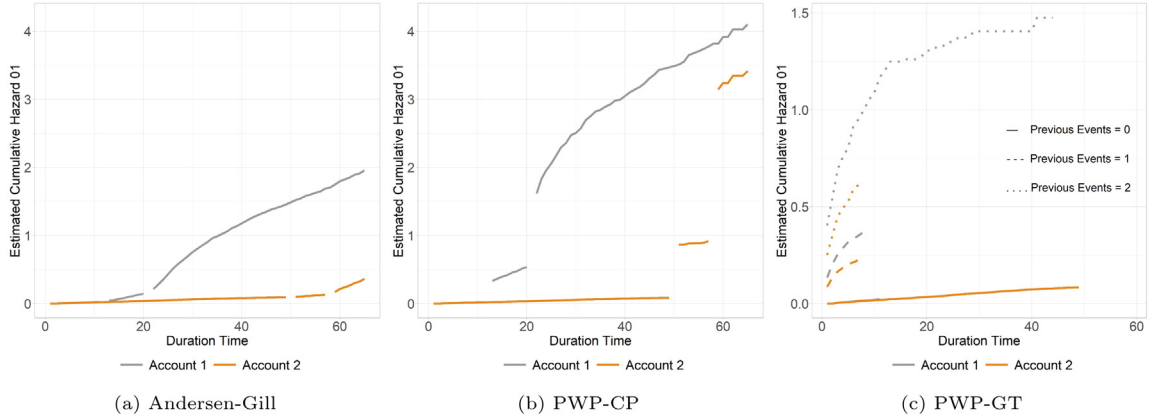 Estimated Cumulative Hazard 01
4
3
2
1
0
0
20
40
60
Duration Time
Account 1
Account 2
(a) Andersen-Gill
Estimated Cumulative Hazard 01
4
3
2
1
0
0
20
40
60
Duration Time
Account 1
Account 2
(b) PWP-CP
Estimated Cumulative Hazard 01
1.5
1.0
0.5
0.0
0
20
40
60
Previous Events = 0
Previous Events = 1
Previous Events = 2
Duration Time
Account 1
Account 2
(c) PWP-GT